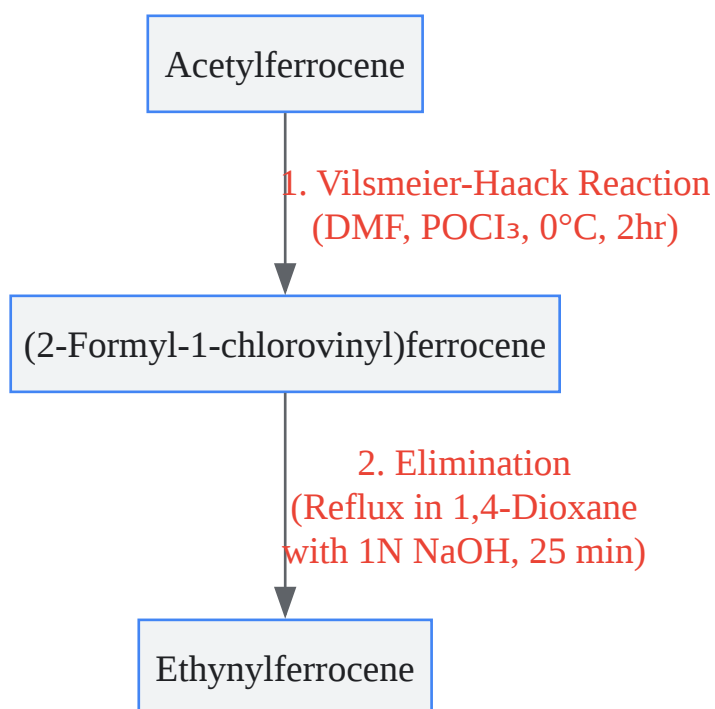 Acetylferrocene
1. Vilsmeier-Haack Reaction
(DMF, POCl₃, 0°C, 2hr)
(2-Formyl-1-chlorovinyl)ferrocene
2. Elimination
(Reflux in 1,4-Dioxane
with 1N NaOH, 25 min)
Ethynylferrocene